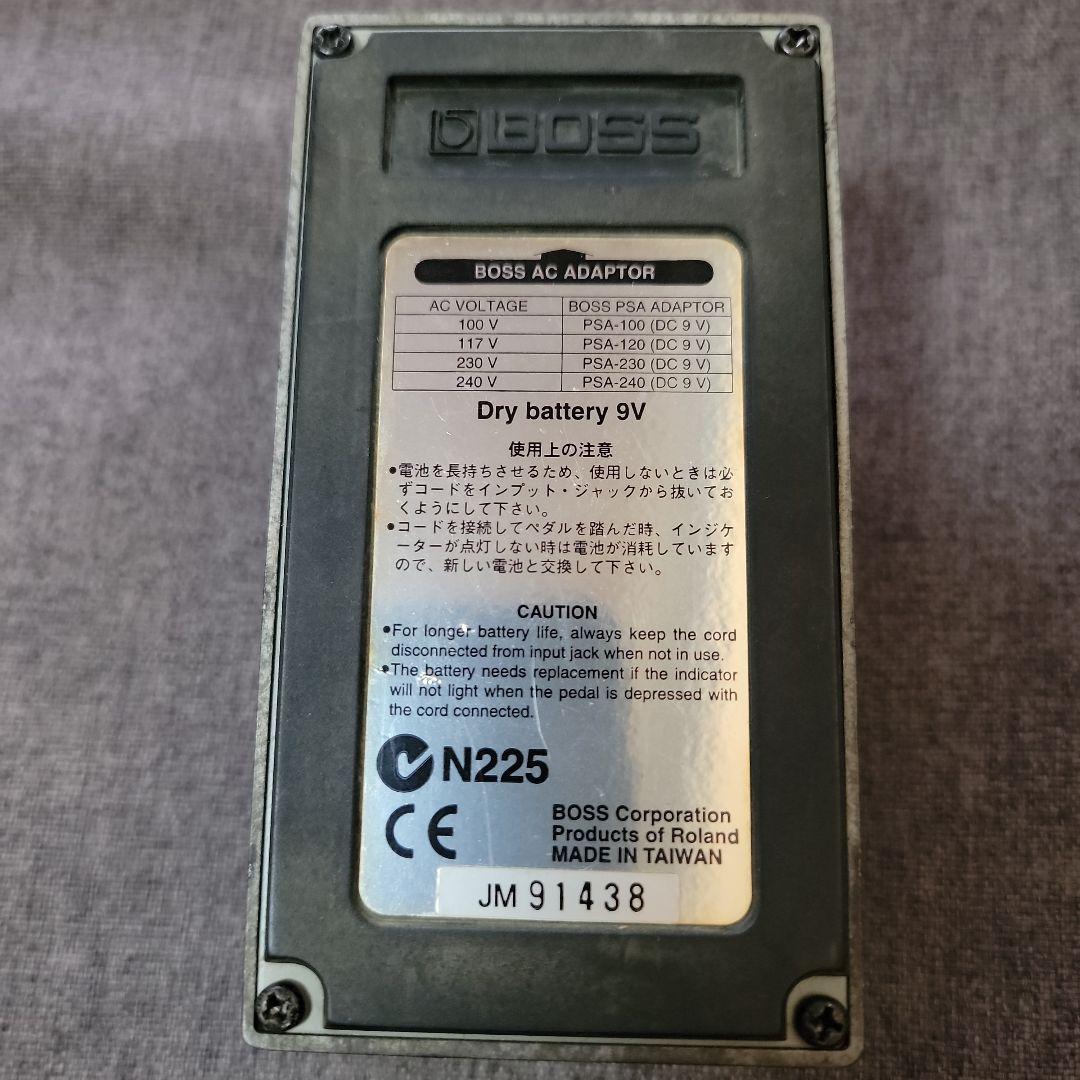 BOSS
BOSS AC ADAPTOR
AC VOLTAGE BOSS PSA ADAPTOR
100 V PSA-100 (DC 9 V)
117 V PSA-120 (DC 9 V)
230 V PSA-230 (DC 9 V)
240 V PSA-240 (DC 9 V)
Dry battery 9V
使用上の注意
●電池を長持ちさせるため、使用しないときは必
ずコードをインプット・ジャックから抜いてお
くようにして下さい。
●コードを接続してペダルを踏んだ時、インジケ
ーターが点灯しない時は電池が消耗しています
ので、新しい電池と交換して下さい。
CAUTION
●For longer battery life, always keep the cord
disconnected from input jack when not in use.
●The battery needs replacement if the indicator
will not light when the pedal is depressed with
the cord connected.
N225
CE
BOSS Corporation
Products of Roland
MADE IN TAIWAN
JM 91438